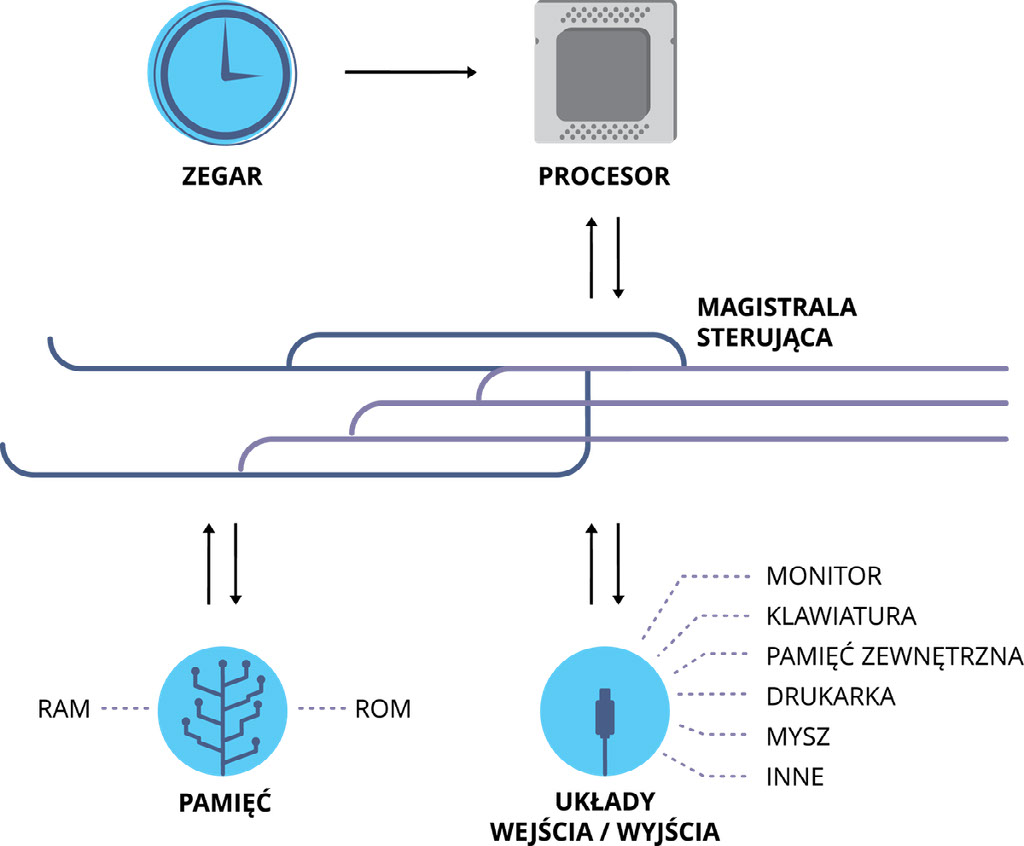 ZEGAR
PROCESOR
MAGISTRALA
STERUJĄCA
RAM
ROM
PAMIĘĆ
MONITOR
KLAWIATURA
PAMIĘĆ ZEWNĘTRZNA
DRUKARKA
MYSZ
INNE
UKŁADY
WEJŚCIA / WYJŚCIA